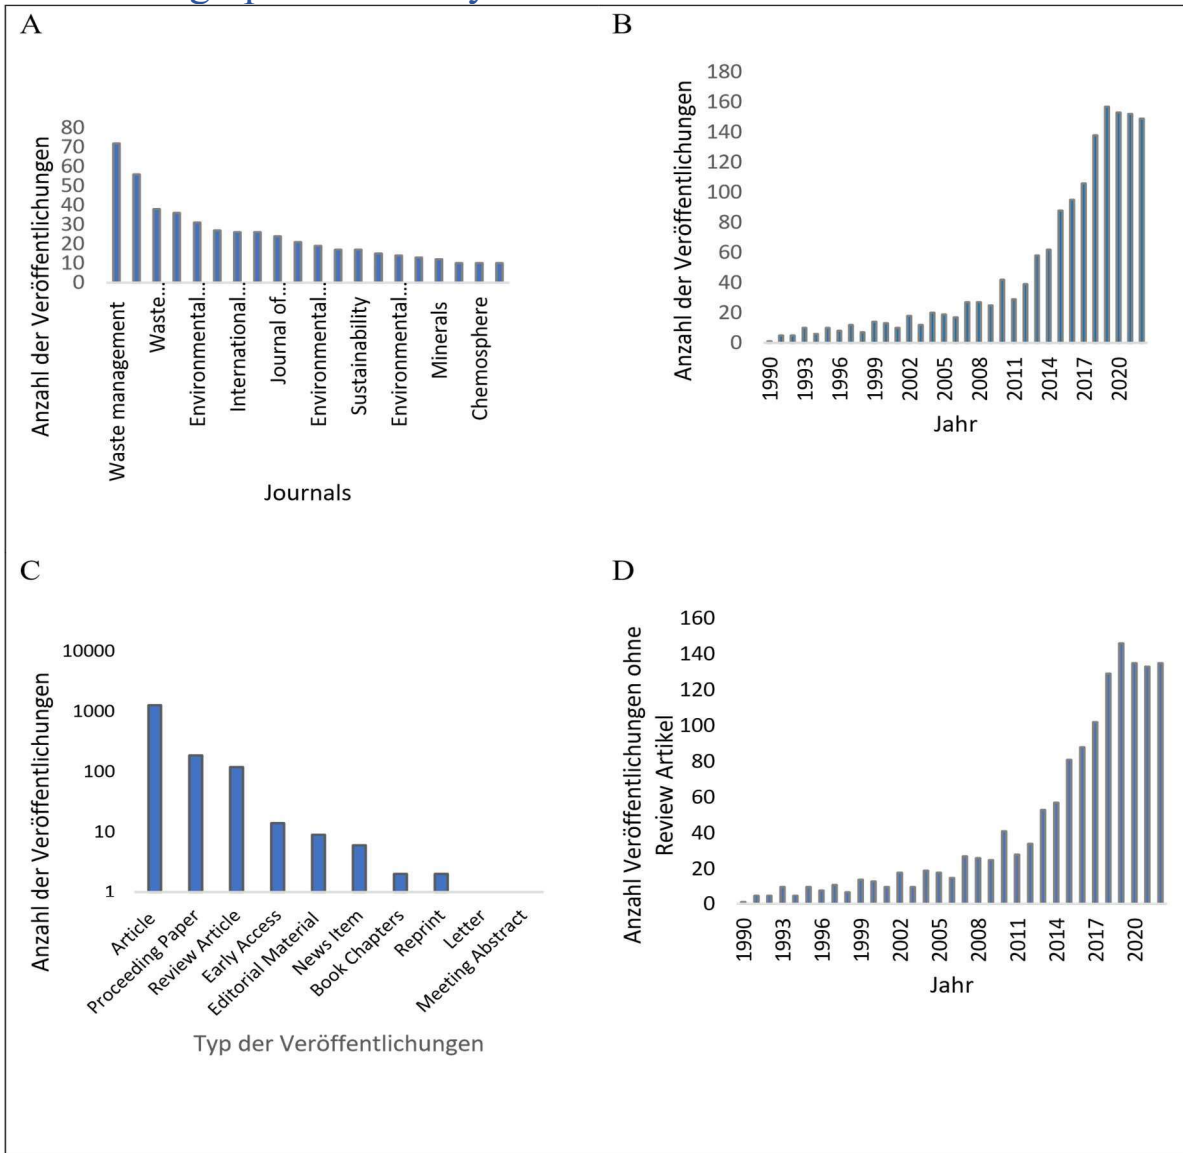 A
Anzahl der Veröffentlichungen
80
70
60
50
40
30
20
10
0
Waste management
Waste...
Environmental...
International...
Journal of...
Environmental...
Sustainability
Environmental...
Minerals
Chemosphere
Journals
B
Anzahl der Veröffentlichungen
180
160
140
120
100
80
60
40
20
0
1990
1993
1996
1999
2002
2005
2008
2011
2014
2017
2020
Jahr
C
Anzahl der Veröffentlichungen
10000
1000
100
10
1
Article
Proceeding Paper
Review Article
Early Access
Editorial Material
News Item
Book Chapters
Reprint
Letter
Meeting Abstract
Typ der Veröffentlichungen
D
Anzahl Veröffentlichungen ohne
Review Artikel
160
140
120
100
80
60
40
20
0
1990
1993
1996
1999
2002
2005
2008
2011
2014
2017
2020
Jahr